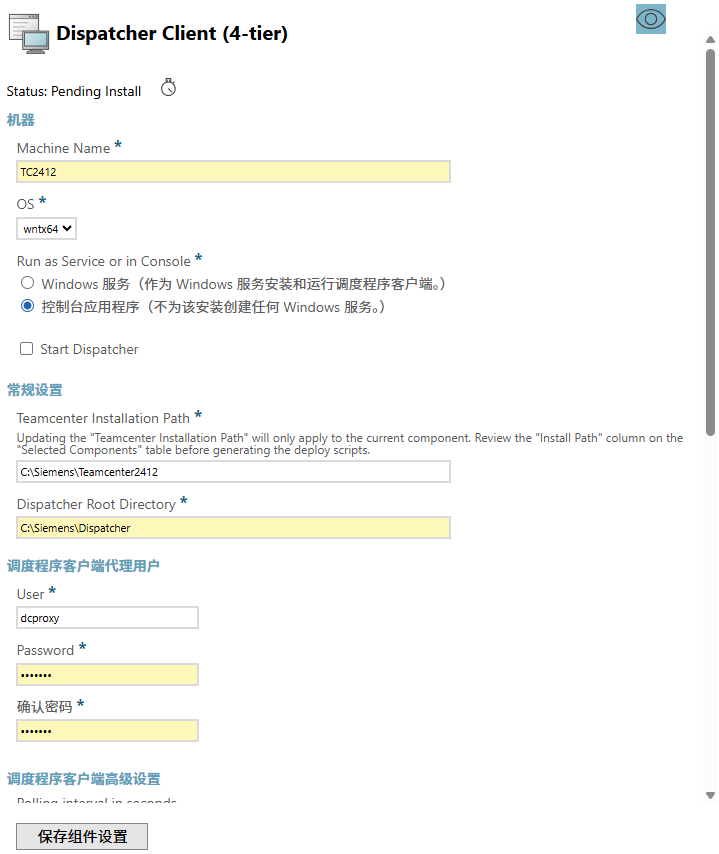 Dispatcher Client (4-tier)
Status: Pending Install
机器
Machine Name *
TC2412
OS *
wntx64
Run as Service or in Console *
Windows 服务（作为 Windows 服务安装和运行调度程序客户端。）
控制台应用程序（不为该安装创建任何 Windows 服务。）
Start Dispatcher
常规设置
Teamcenter Installation Path *
Updating the "Teamcenter Installation Path" will only apply to the current component. Review the "Install Path" column on the
"Selected Components" table before generating the deploy scripts.
C:\Siemens\Teamcenter2412
Dispatcher Root Directory *
C:\Siemens\Dispatcher
调度程序客户端代理用户
User *
dcproxy
Password *
•••••••
确认密码 *
•••••••
调度程序客户端高级设置
Polling interval in seconds
保存组件设置